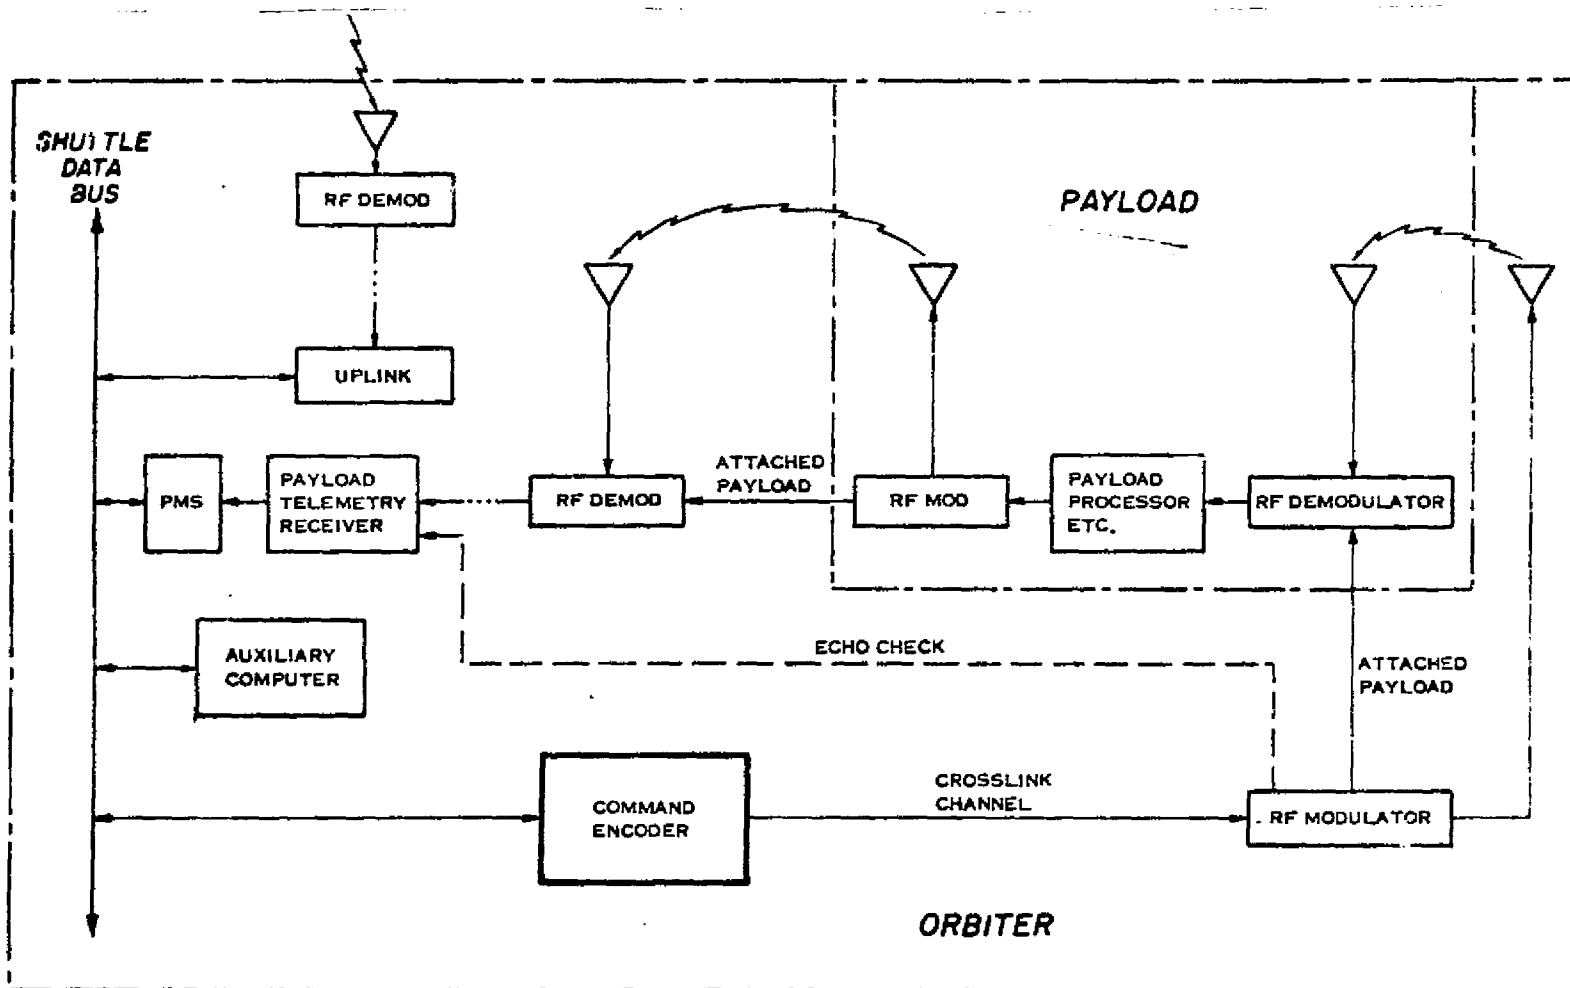 SHUTTLE
DATA
BUS
RF DEMOD
PAYLOAD
UPLINK
PMS
PAYLOAD
TELEMETRY
RECEIVER
RF DEMOD
ATTACHED
PAYLOAD
RF MOD
PAYLOAD
PROCESSOR
ETC.
RF DEMODULATOR
AUXILIARY
COMPUTER
ECHO CHECK
ATTACHED
PAYLOAD
COMMAND
ENCODER
CROSSLINK
CHANNEL
RF MODULATOR
ORBITER